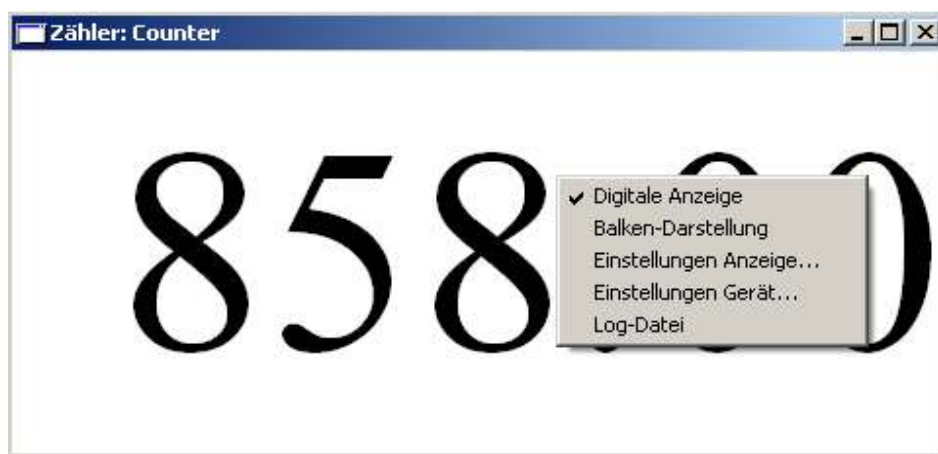 Zähler: Counter
858
Digitale Anzeige
Balken-Darstellung
Einstellungen Anzeige...
Einstellungen Gerät...
Log-Datei